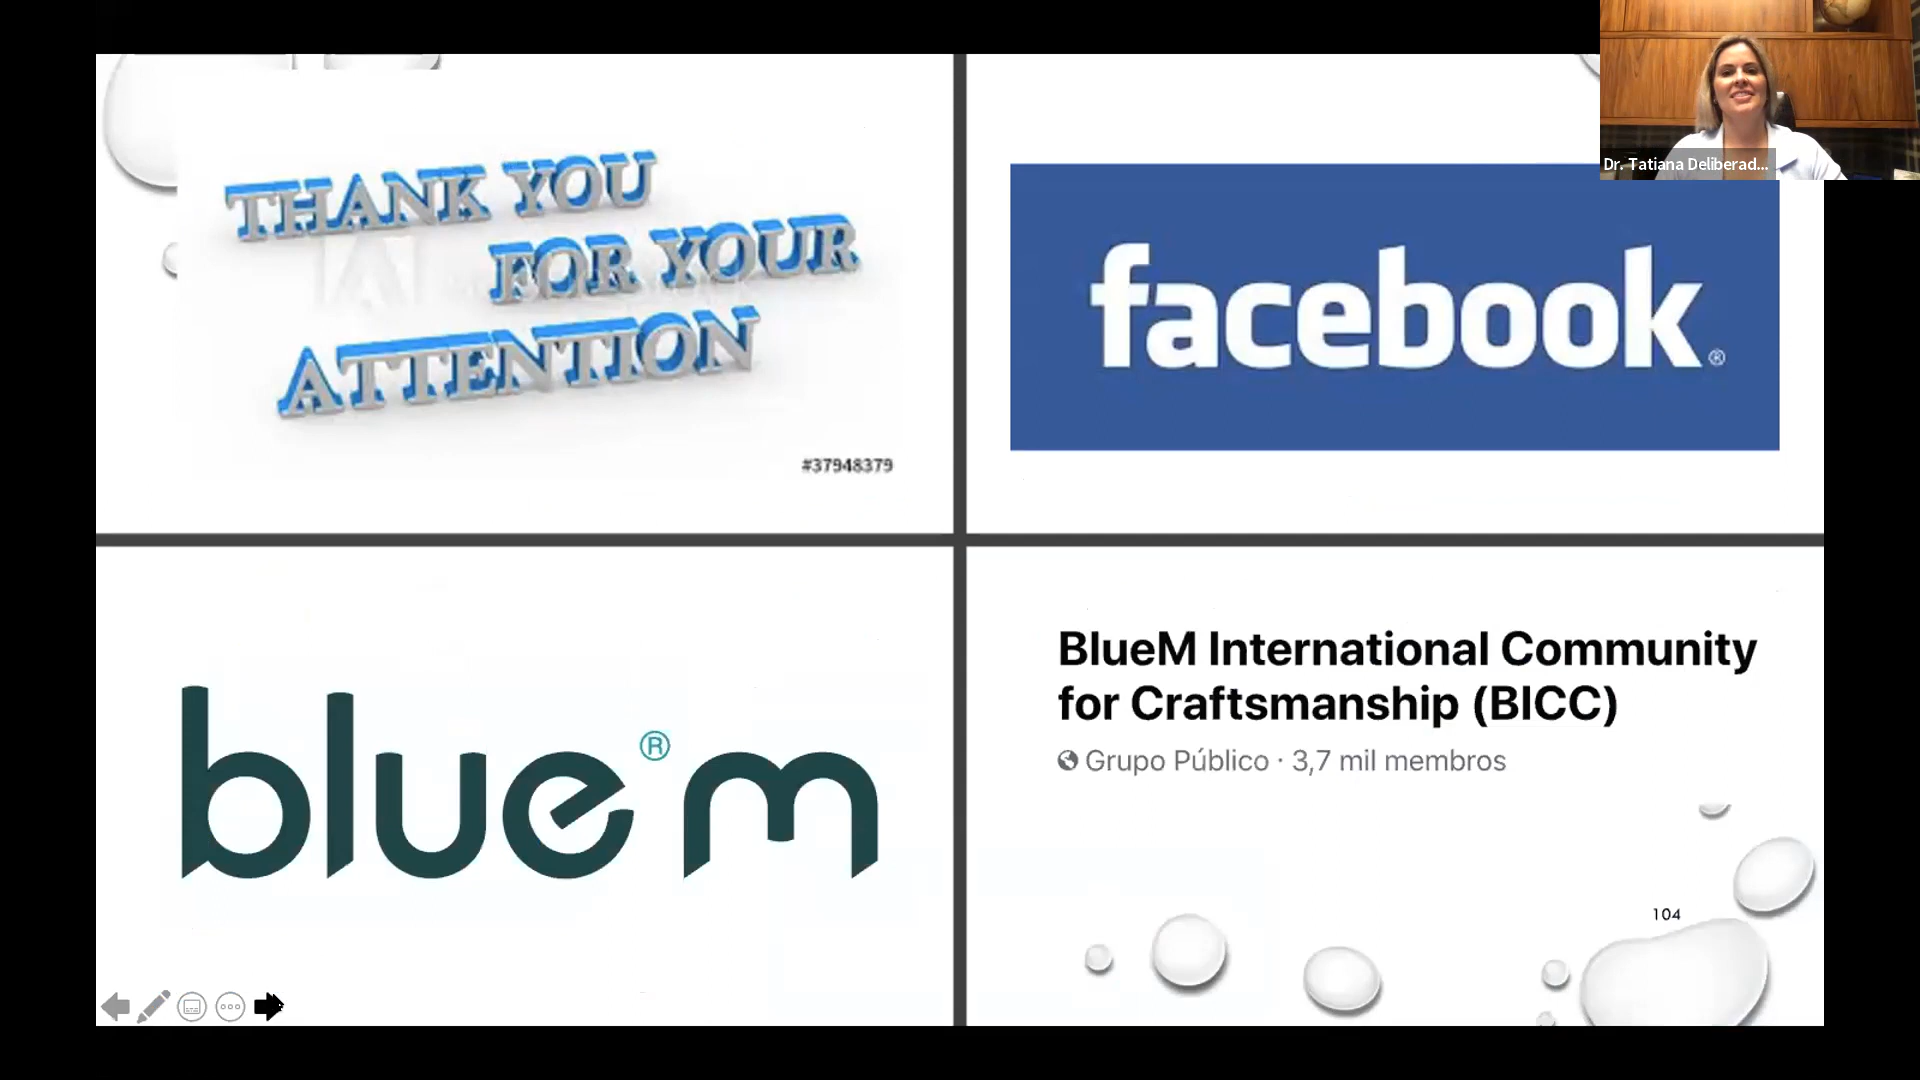 THANK YOU
FOR YOUR
ATTENTION
#37948379
facebook®
Dr. Tatiana Deliberad...
blue®m
BlueM International Community
for Craftsmanship (BICC)
Grupo Público · 3,7 mil membros
104